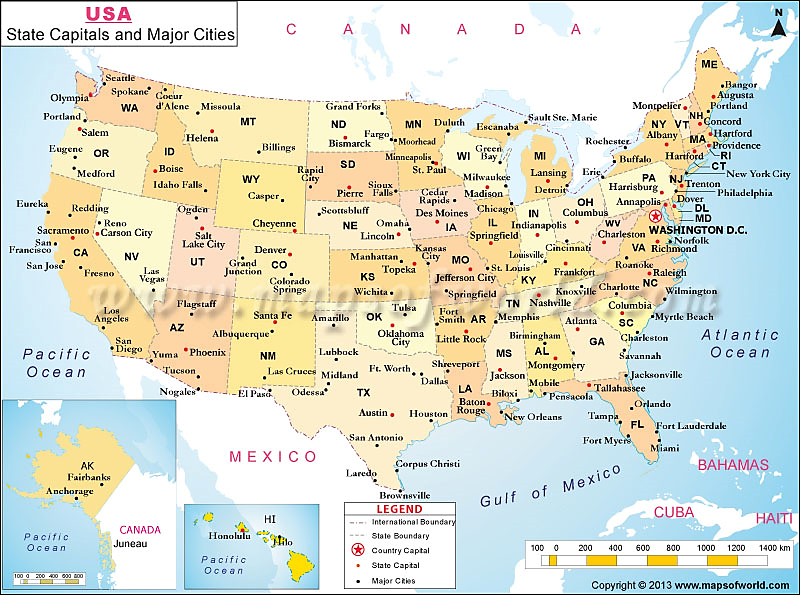 USA
State Capitals and Major Cities
C A N A D A
N
Seattle
Spokane
Olympia
WA
Coeur
d'Alene
Missoula
MT
Helena
Billings
Portland
Salem
Eugene
OR
Medford
ID
Boise
Idaho Falls
WY
Casper
Cheyenne
Grand Forks
ND
Fargo
Bismarck
SD
Rapid
City
Pierre
Sioux
Falls
MN
Duluth
Moorhead
Minneapolis
St. Paul
Escanaba
Sault Ste. Marie
WI
Green
Bay
Milwaukee
Madison
MI
Lansing
Detroit
ME
Bangor
Augusta
Portland
Montpelier
NH
Concord
NY
VT
Albany
MA
Hartford
Providence
Hartford
RI
CT
Rochester
Buffalo
Erie
New York City
PA
NJ
Harrisburg
Trenton
Philadelphia
Annapolis
Dover
DL
MD
WASHINGTON D.C.
Eureka
Redding
Sacramento
San
Francisco
San Jose
CA
Fresno
Los
Angeles
San
Diego
Reno
Carson City
NV
Las
Vegas
Ogden
Salt
Lake City
UT
Grand
Junction
Denver
CO
Colorado
Springs
Scottsbluff
NE
Omaha
Lincoln
Cedar
Rapids
Des Moines
IA
Chicago
IL
Springfield
IN
Indianapolis
OH
Columbus
Cincinnati
WV
Charleston
VA
Norfolk
Richmond
Roanoke
Manhattan
Kansas
City
Topeka
KS
Wichita
MO
Jefferson City
St. Louis
Springfield
Louisville
Frankfort
KY
Knoxville
TN
Nashville
Memphis
Raleigh
NC
Charlotte
Wilmington
Columbia
SC
Myrtle Beach
Charleston
Savannah
Flagstaff
AZ
Phoenix
Yuma
Tucson
Nogales
Santa Fe
Albuquerque
NM
Las Cruces
El Paso
Amarillo
Lubbock
Midland
Odessa
Tulsa
OK
Oklahoma
City
Fort
Smith
AR
Little Rock
Birmingham
AL
Montgomery
Mobile
Atlanta
GA
MS
Jackson
Biloxi
Ft. Worth
Dallas
TX
Austin
Houston
San Antonio
Laredo
Corpus Christi
Brownsville
Shreveport
LA
Baton
Rouge
New Orleans
Pensacola
Tallahassee
Jacksonville
Orlando
Tampa
FL
Fort Lauderdale
Fort Myers
Miami
Pacific
Ocean
Atlantic
Ocean
MEXICO
Gulf of Mexico
BAHAMAS
CUBA
HAITI
AK
Fairbanks
Anchorage
CANADA
Juneau
Pacific
Ocean
100 0 200 400 600 800
HI
Honolulu
Hilo
Pacific
Ocean
LEGEND
International Boundary
State Boundary
Country Capital
State Capital
Major Cities
100 0 200 400 600 800 1000 1200 1400 km
Copyright © 2013 www.mapsofworld.com